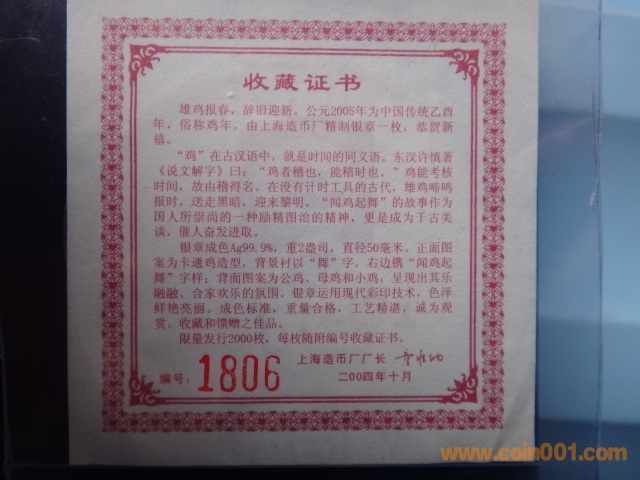 收藏证书
雄鸡报春，辞旧迎新。公元2005年为中国传统乙酉
年，俗称鸡年。由上海造币厂精制银章一枚，恭贺新
禧。
“鸡”在古汉语中，就是时间的同义语。东汉许慎著
《说文解字》曰：“鸡者稽也，能稽时也。”鸡能考核
时间，故由稽得名。在没有计时工具的古代，雄鸡啼鸣
报时，送走黑暗，迎来黎明。“闻鸡起舞”的故事作为
国人所崇尚的一种励精图治的精神，更是成为千古美
谈，催人奋发进取。
银章成色Ag99.9%，重2盎司，直径50毫米。正面图
案为卡通鸡造型，背景衬以“舞”字，右边镌“闻鸡起
舞”字样；背面图案为公鸡、母鸡和小鸡，呈现出其乐
融融、合家欢乐的氛围。银章运用现代彩印技术，色泽
鲜艳亮丽。成色标准，重量合格，工艺精湛，诚为观
赏、收藏和馈赠之佳品。
限量发行2000枚，每枚随附编号收藏证书。
上海造币厂厂长
编号：1806
二00四年十月
www.coin001.com